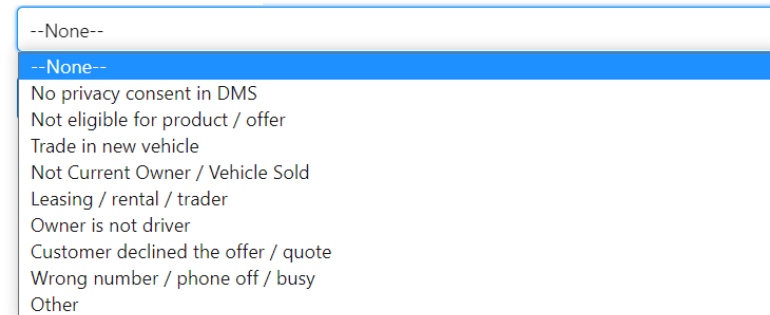 --None--
--None--
No privacy consent in DMS
Not eligible for product / offer
Trade in new vehicle
Not Current Owner / Vehicle Sold
Leasing / rental / trader
Owner is not driver
Customer declined the offer / quote
Wrong number / phone off / busy
Other